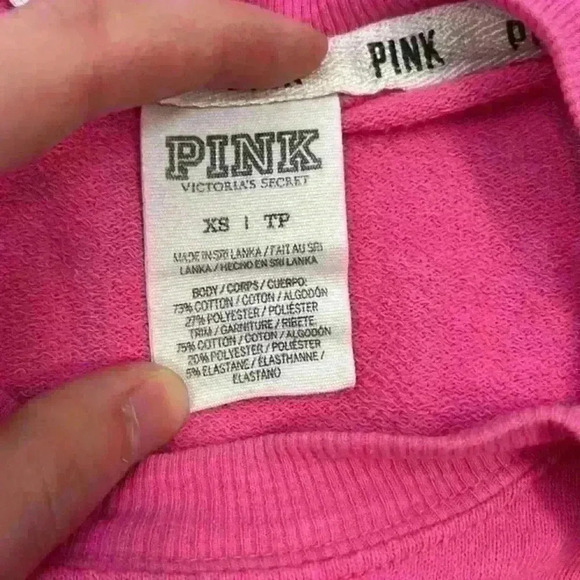 PINK
PINK
VICTORIA'S SECRET
XS | TP
MADE IN SRI LANKA / FAIT AU SRI
LANKA / HECHO EN SRI LANKA
BODY / CORPS / CUERPO:
73% COTTON / COTON / ALGODÓN
27% POLYESTER / POLIÉSTER
TRIM / GARNITURE / RIBETE:
75% COTTON / COTON / ALGODÓN
20% POLYESTER / POLIÉSTER
5% ELASTANE / ÉLASTHANNE /
ELASTANO